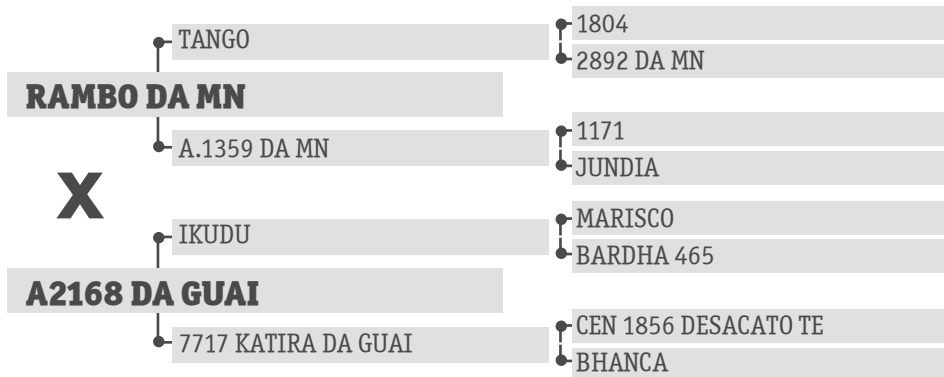 1804
TANGO
2892 DA MN
RAMBO DA MN
1171
A.1359 DA MN
JUNDIA
X
MARISCO
IKUDU
BARDHA 465
A2168 DA GUAI
CEN 1856 DESACATO TE
7717 KATIRA DA GUAI
BHANCA